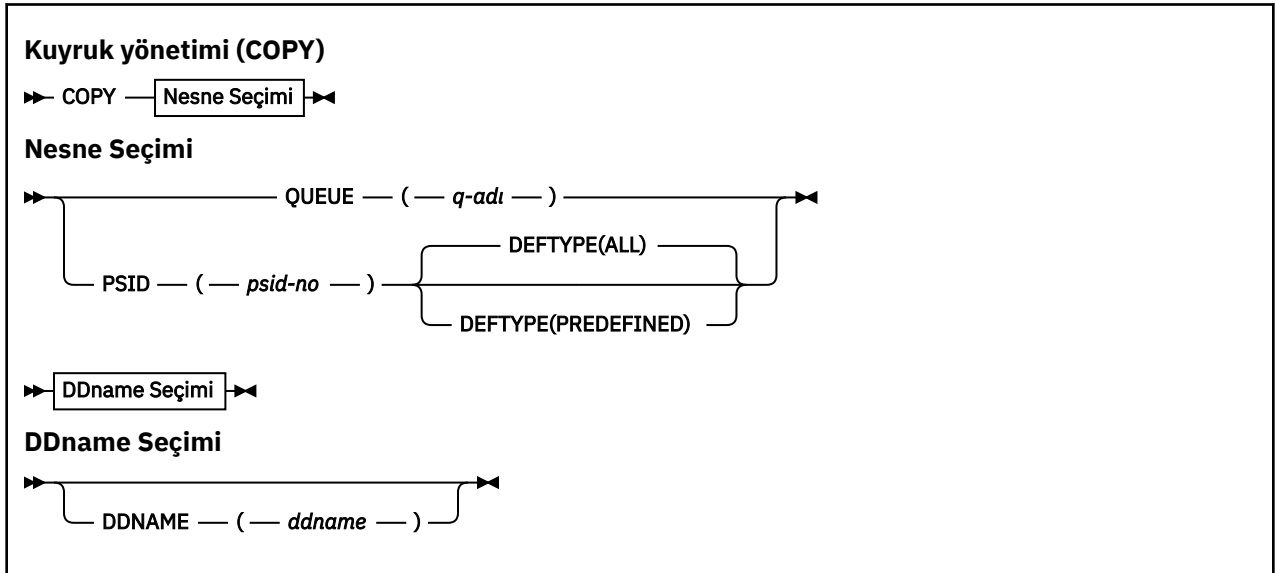 Kuyruk yönetimi (COPY)
COPY Nesne Seçimi
Nesne Seçimi
QUEUE ( q-adı )
DEFTYPE(ALL)
PSID ( psid-no )
DEFTYPE(PREDEFINED)
DDname Seçimi
DDname Seçimi
DDNAME ( ddname )